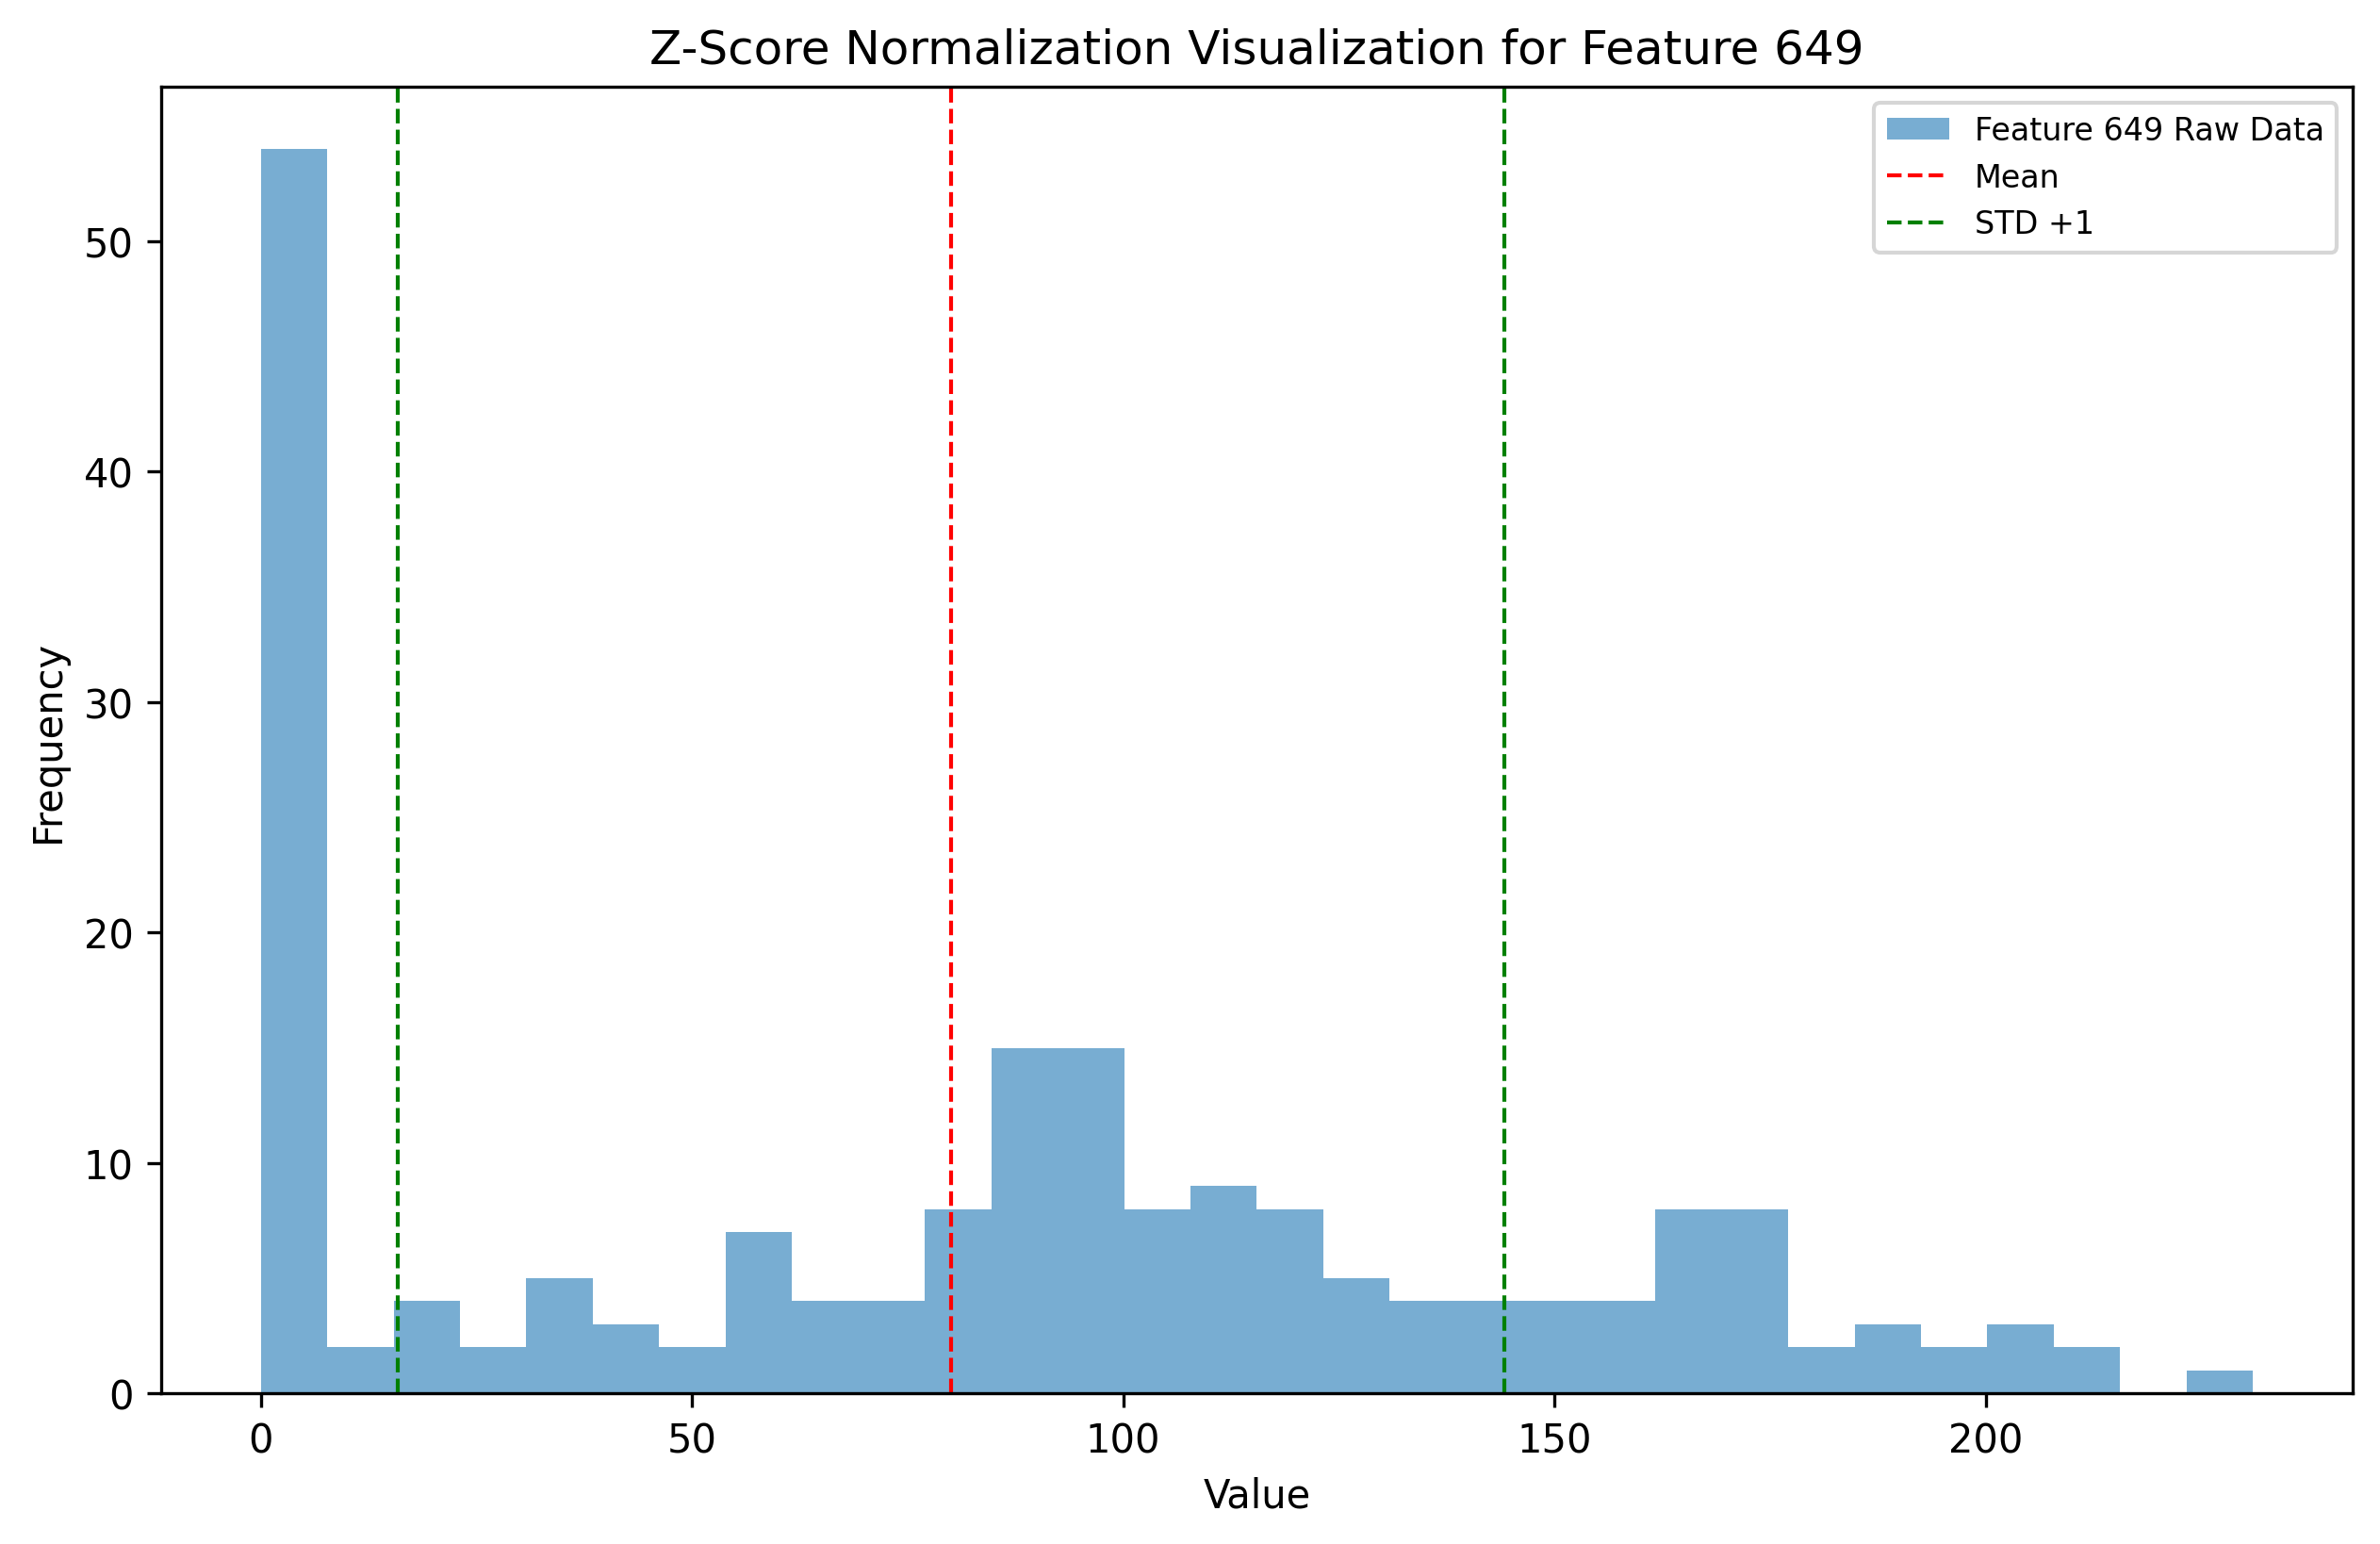 Z-Score Normalization Visualization for Feature 649
Feature 649 Raw Data
Mean
STD +1
Frequency
50
40
30
20
10
0
0 50 100 150 200
Value